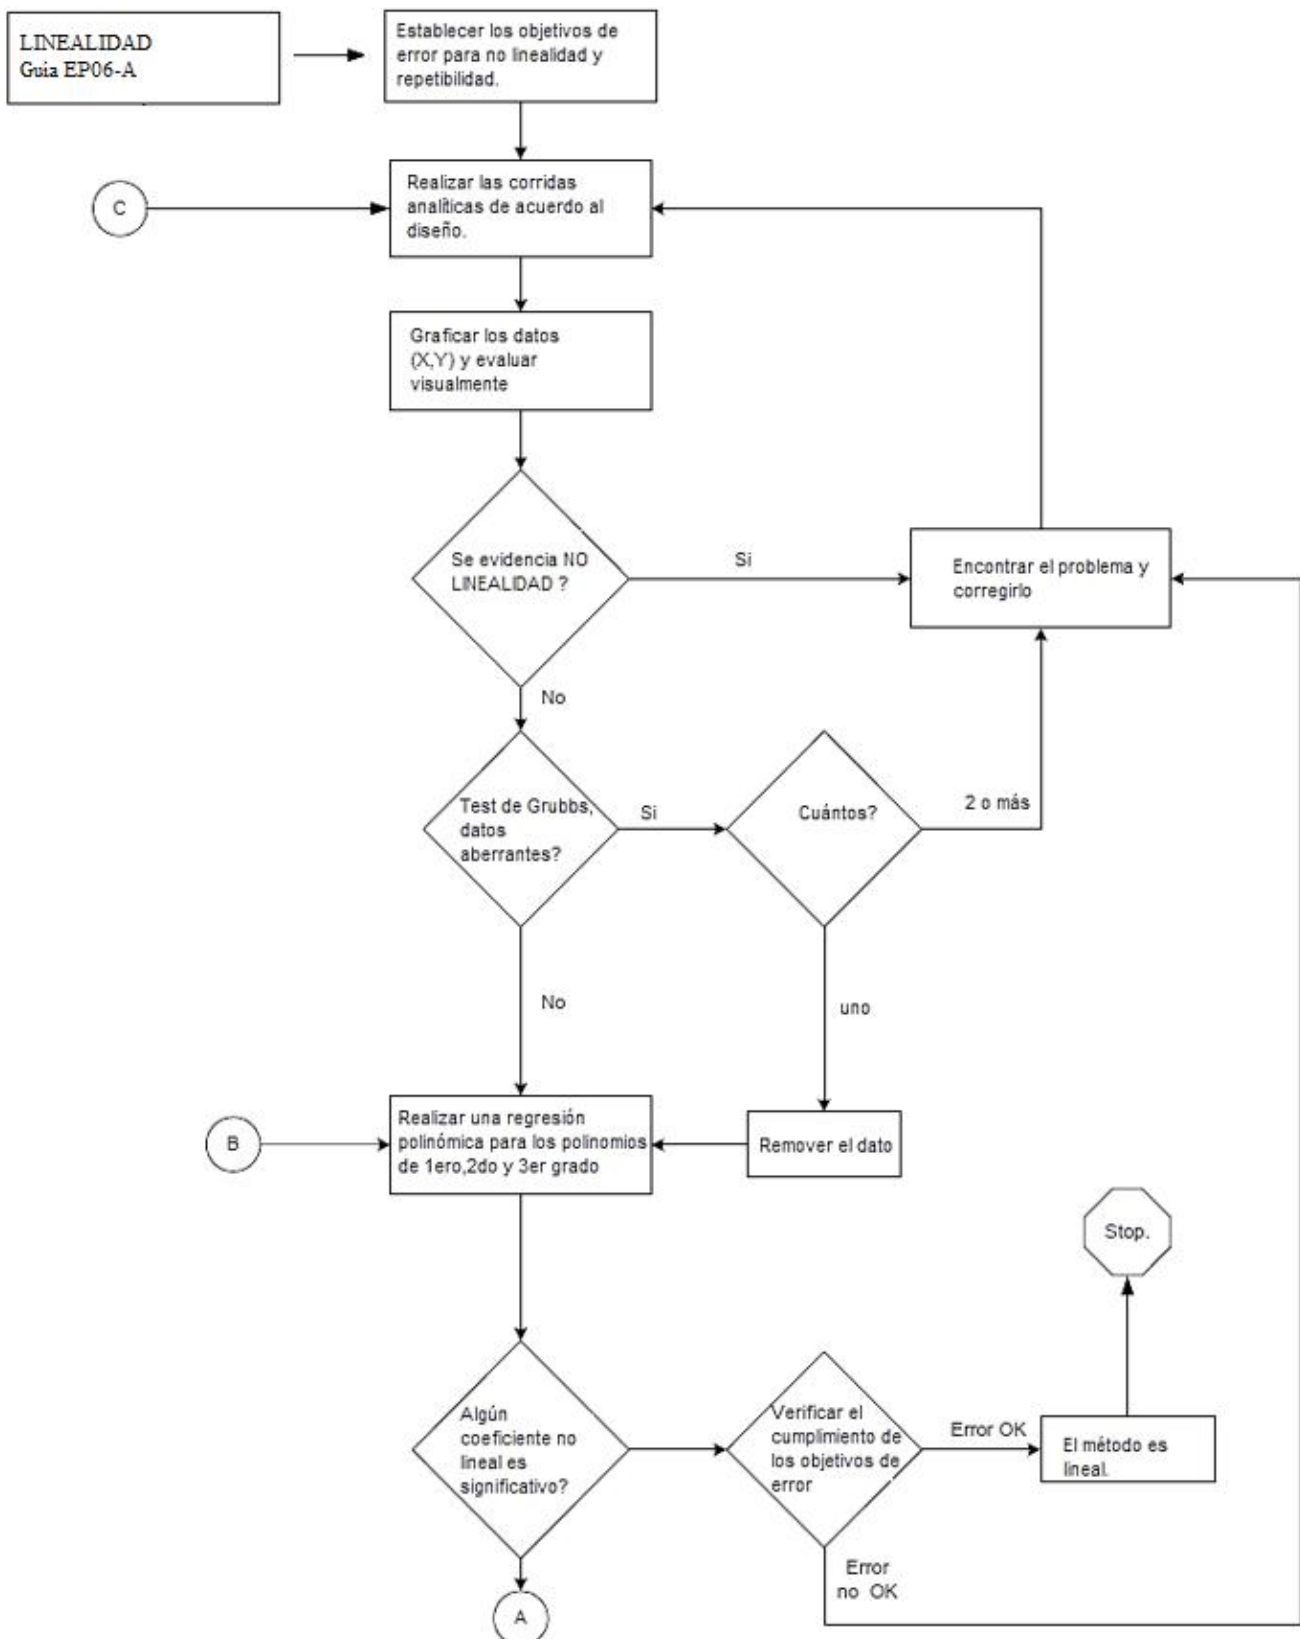 LINEALIDAD
Guia EP06-A
Establecer los objetivos de
error para no linealidad y
repetibilidad.
C
Realizar las corridas
analíticas de acuerdo al
diseño.
Graficar los datos
(X,Y) y evaluar
visualmente
Se evidencia NO
LINEALIDAD ?
Si
Encontrar el problema y
corregirlo
No
Test de Grubbs,
datos
aberrantes?
Si
Cuántos?
2 o más
No
uno
B
Realizar una regresión
polinómica para los polinomios
de 1ero,2do y 3er grado
Remover el dato
Stop.
Algún
coeficiente no
lineal es
significativo?
Verificar el
cumplimiento de
los objetivos de
error
Error OK
El método es
lineal.
Error
no OK
A